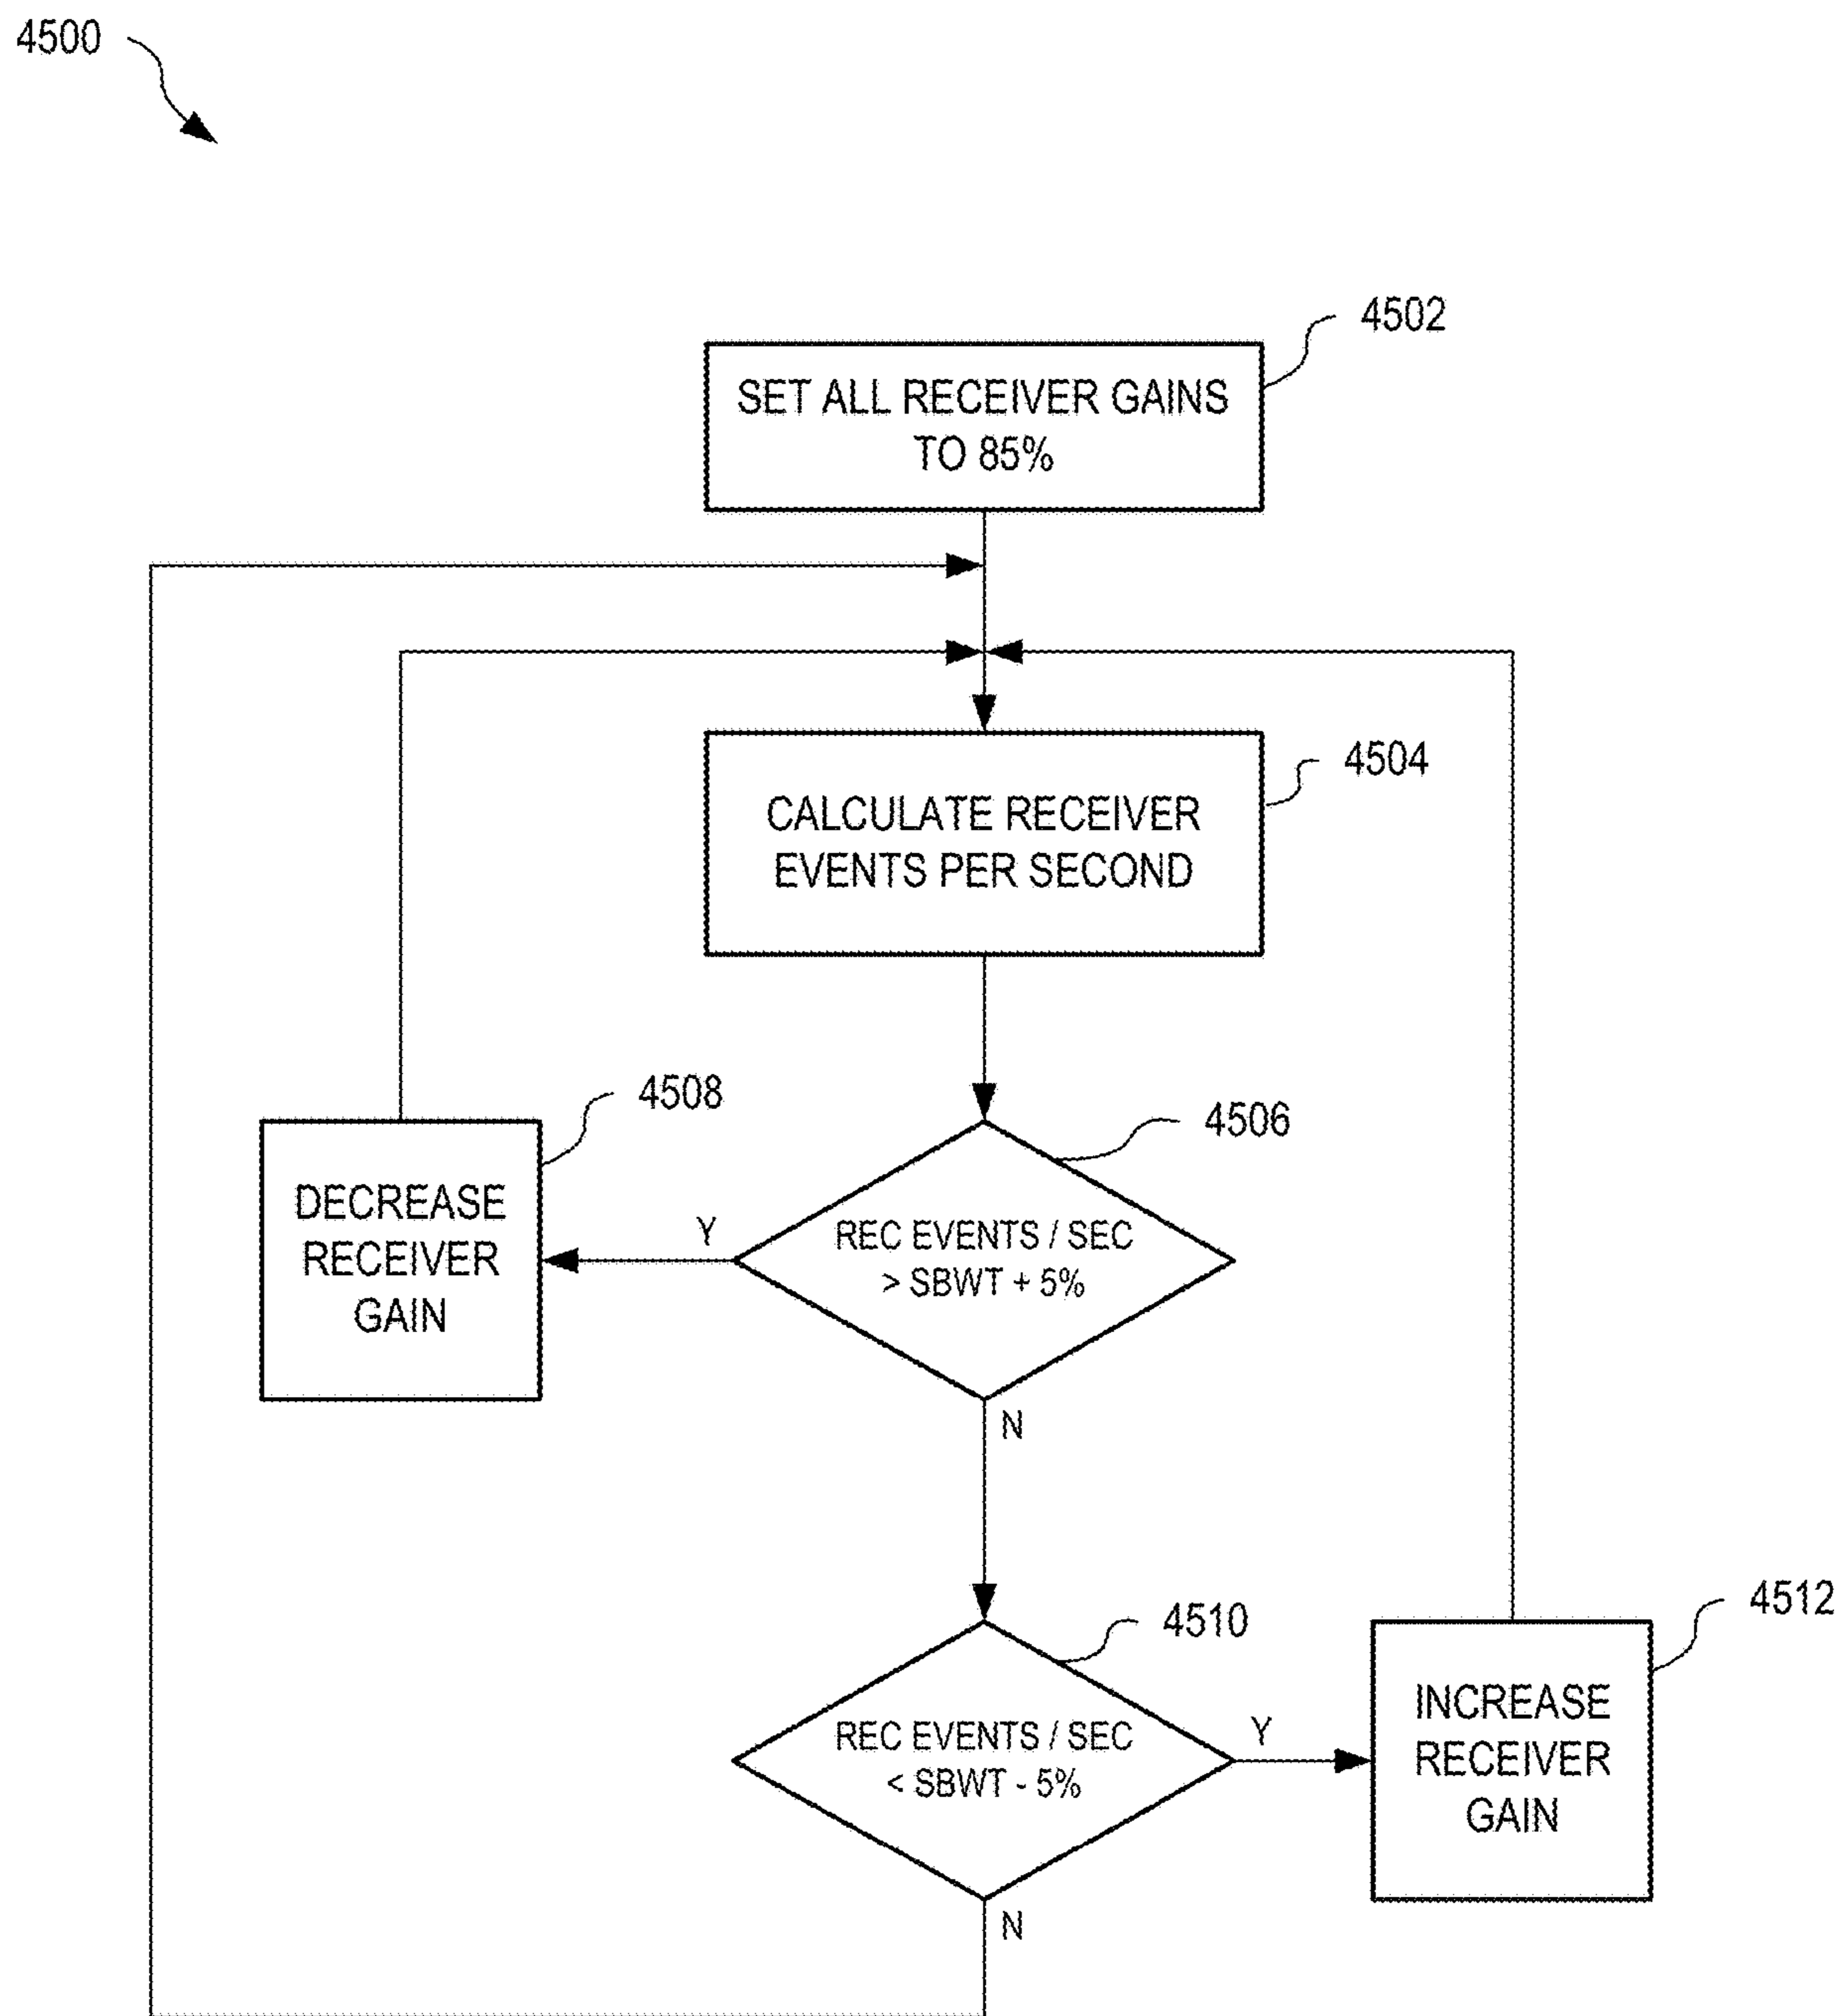 4500
4502
SET ALL RECEIVER GAINS
TO 85%
4504
CALCULATE RECEIVER
EVENTS PER SECOND
4508
DECREASE
RECEIVER
GAIN
4506
Y
REC EVENTS / SEC
> SBWT + 5%
N
4510
REC EVENTS / SEC
< SBWT - 5%
Y
4512
INCREASE
RECEIVER
GAIN
N